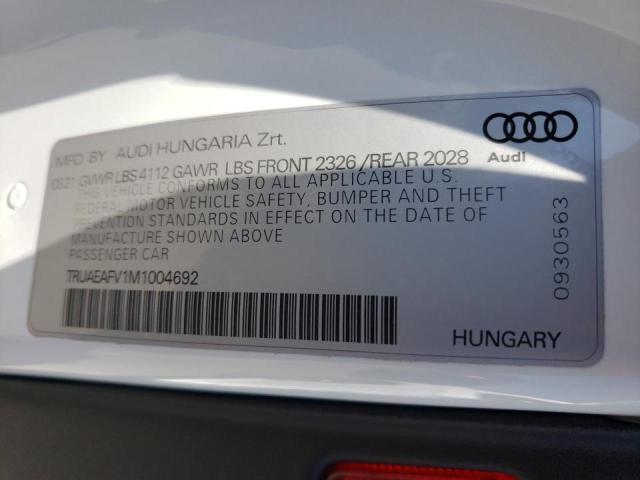 MFD BY AUDI HUNGARIA Zrt.
0321 GVWR LBS 4112 GAWR LBS FRONT 2326 /REAR 2028
THIS VEHICLE CONFORMS TO ALL APPLICABLE U.S.
FEDERAL MOTOR VEHICLE SAFETY, BUMPER AND THEFT
PREVENTION STANDARDS IN EFFECT ON THE DATE OF
MANUFACTURE SHOWN ABOVE
PASSENGER CAR
TRUAEAFV1M1004692
Audi
0930563
HUNGARY